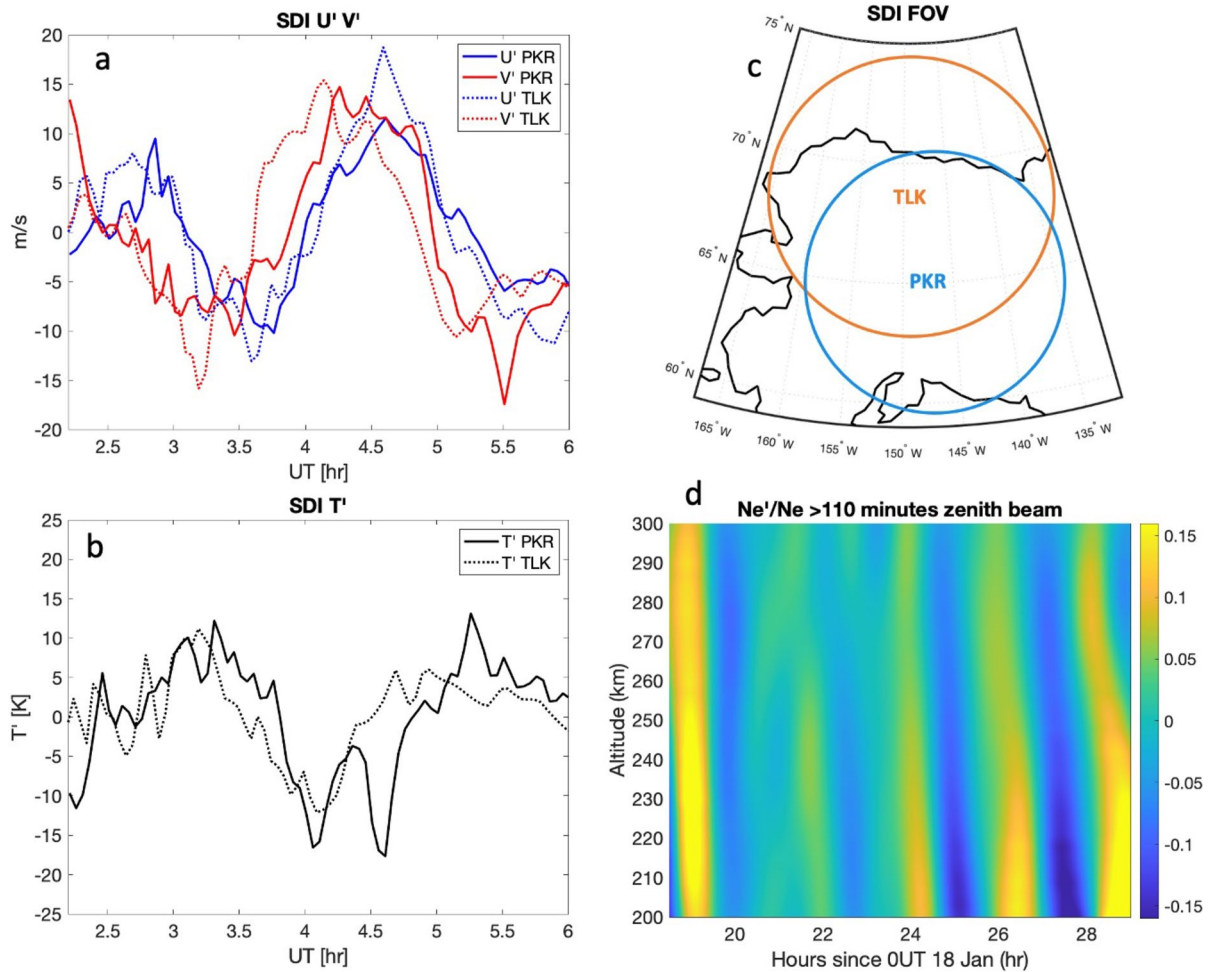 SDI U' V'
a
20
15
10
5
0
-5
-10
-15
-20
m/s
2.5
3
3.5
4
4.5
5
5.5
6
UT [hr]
U' PKR
V' PKR
U' TLK
V' TLK
SDI FOV
c
75° N
70° N
65° N
60° N
165° W
160° W
155° W
150° W
145° W
140° W
135° W
TLK
PKR
SDI T'
b
25
20
15
10
5
0
-5
-10
-15
-20
-25
T' [K]
2.5
3
3.5
4
4.5
5
5.5
6
UT [hr]
T' PKR
T' TLK
d
Ne'/Ne >110 minutes zenith beam
300
290
280
270
260
250
240
230
220
210
200
Altitude (km)
20
22
24
26
28
Hours since 0UT 18 Jan (hr)
0.15
0.1
0.05
0
-0.05
-0.1
-0.15